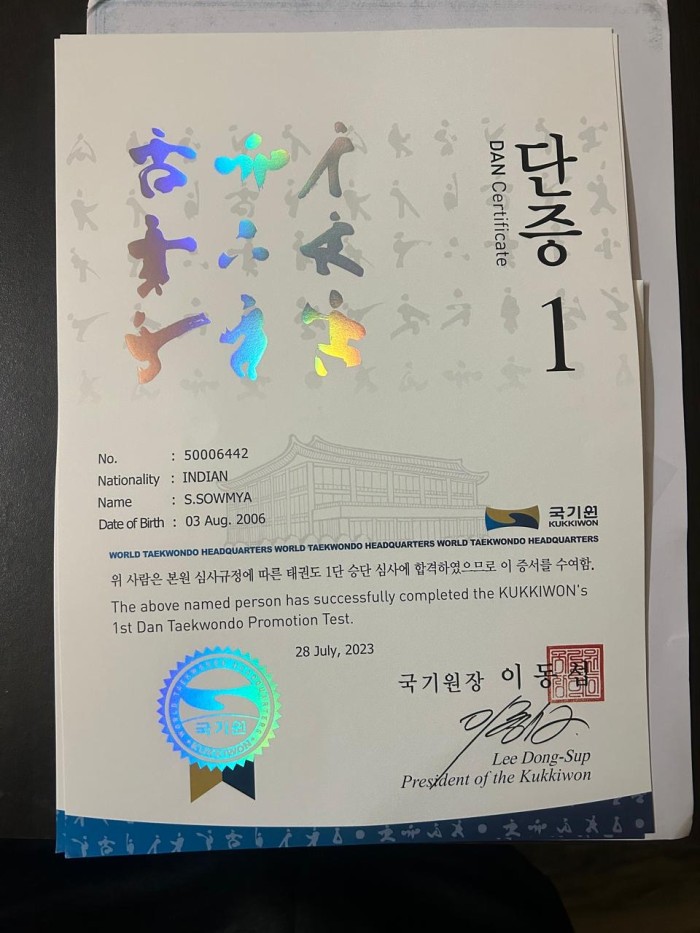 단증
DAN Certificate
1
No. : 50006442
Nationality : INDIAN
Name : S.SOWMYA
Date of Birth : 03 Aug. 2006
국기원
KUKKIWON
WORLD TAEKWONDO HEADQUARTERS WORLD TAEKWONDO HEADQUARTERS WORLD TAEKWONDO HEADQUARTERS
위 사람은 본원 심사규정에 따른 태권도 1단 승단 심사에 합격하였으므로 이 증서를 수여함.
The above named person has successfully completed the KUKKIWON's
1st Dan Taekwondo Promotion Test.
28 July, 2023
국기원장 이동섭
Lee Dong-Sup
President of the Kukkiwon
WORLD TAEKWONDO HEADQUARTERS
국기원
KUKKIWON